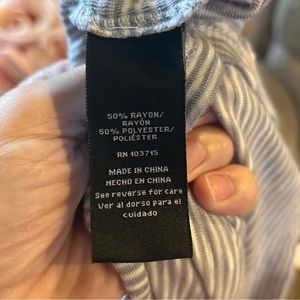 50% RAYON/
RAYÓN
50% POLYESTER/
POLIÉSTER
RN 103715
MADE IN CHINA
HECHO EN CHINA
See reverse for care
Ver al dorso para el
cuidado